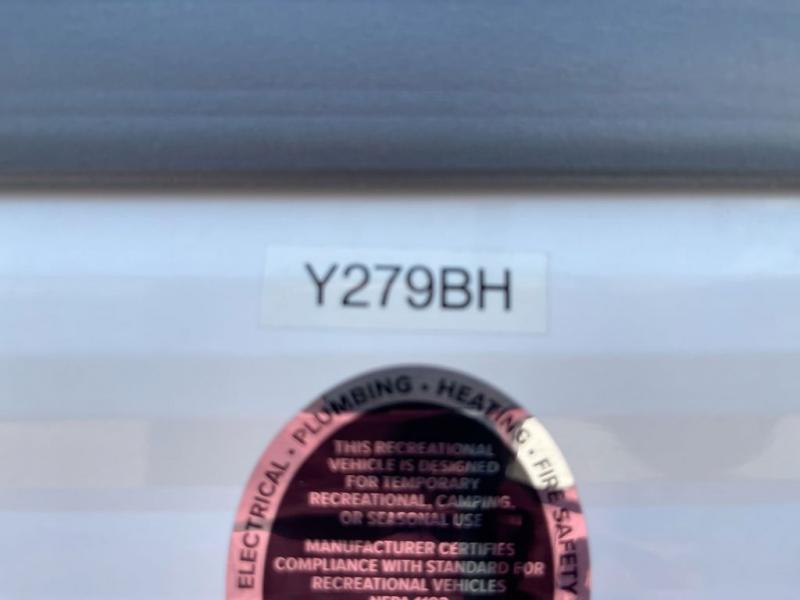 Y279BH
ELECTRICAL • PLUMBING • HEATING • FIRE SAFETY
THIS RECREATIONAL
VEHICLE IS DESIGNED
FOR TEMPORARY
RECREATIONAL, CAMPING,
OR SEASONAL USE
MANUFACTURER CERTIFIES
COMPLIANCE WITH STANDARD FOR
RECREATIONAL VEHICLES